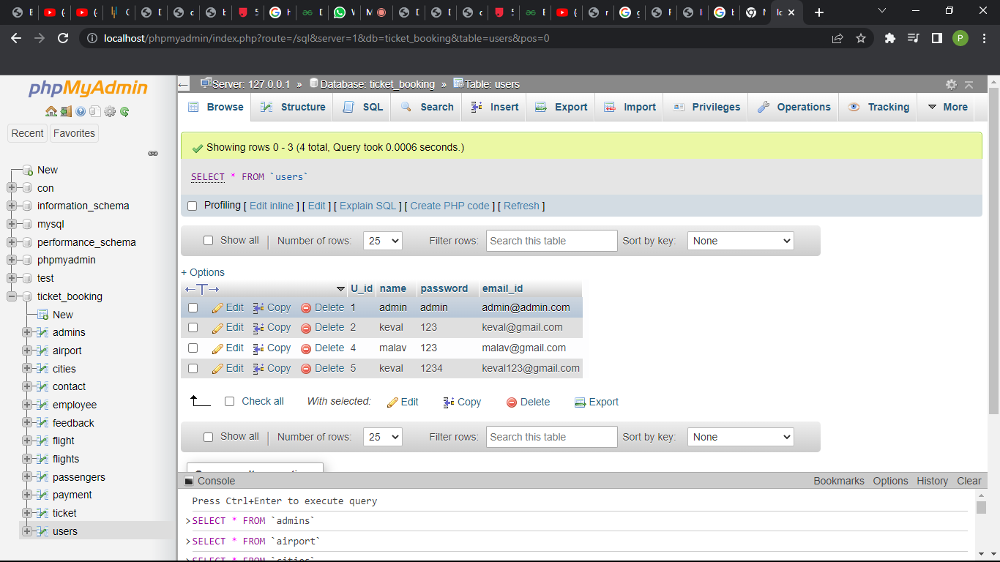 localhost/phpmyadmin/index.php?route=/sql&server=1&db=ticket_booking&table=users&pos=0
P
phpMyAdmin
Recent Favorites
New
con
information_schema
mysql
performance_schema
phpmyadmin
test
ticket_booking
New
admins
airport
cities
contact
employee
feedback
flight
flights
passengers
payment
ticket
users
Server: 127.0.0.1 » Database: ticket_booking » Table: users
Browse Structure SQL Search Insert Export Import Privileges Operations Tracking More
Showing rows 0 - 3 (4 total, Query took 0.0006 seconds.)
SELECT * FROM `users`
Profiling [ Edit inline ] [ Edit ] [ Explain SQL ] [ Create PHP code ] [ Refresh ]
Show all Number of rows: 25 Filter rows: Search this table Sort by key: None
+ Options
←T→ U_id name password email_id
Edit Copy Delete 1 admin admin admin@admin.com
Edit Copy Delete 2 keval 123 keval@gmail.com
Edit Copy Delete 4 malav 123 malav@gmail.com
Edit Copy Delete 5 keval 1234 keval123@gmail.com
Check all With selected: Edit Copy Delete Export
Show all Number of rows: 25 Filter rows: Search this table Sort by key: None
Console Bookmarks Options History Clear
Press Ctrl+Enter to execute query
>SELECT * FROM `admins`
>SELECT * FROM `airport`
>SELECT * FROM `cities`